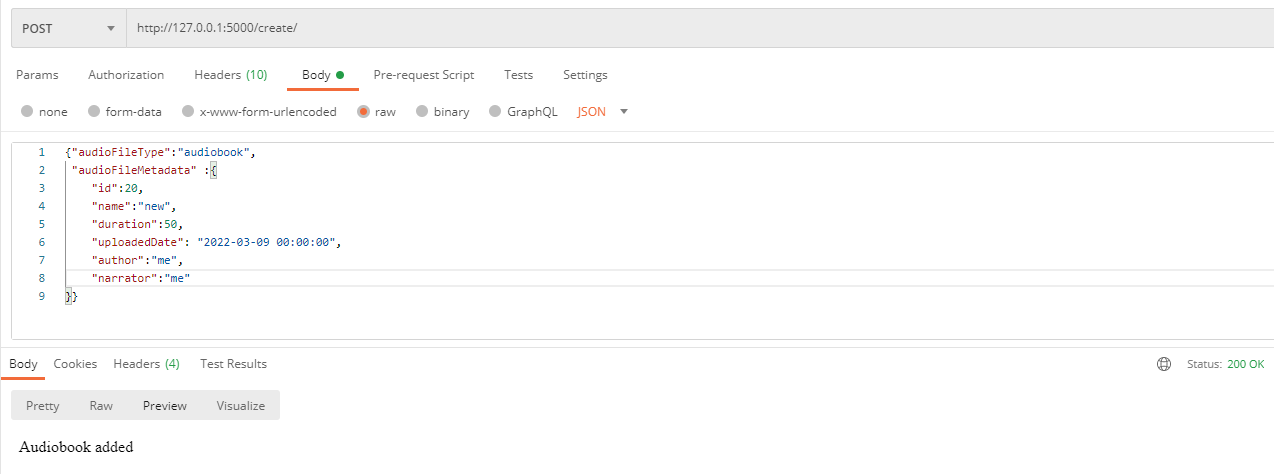 POST http://127.0.0.1:5000/create/
Params Authorization Headers (10) Body Pre-request Script Tests Settings
none form-data x-www-form-urlencoded raw binary GraphQL JSON
1 {"audioFileType":"audiobook",
2 "audioFileMetadata" :{
3 "id":20,
4 "name":"new",
5 "duration":50,
6 "uploadedDate": "2022-03-09 00:00:00",
7 "author":"me",
8 "narrator":"me"
9 }}
Body Cookies Headers (4) Test Results Status: 200 OK
Pretty Raw Preview Visualize
Audiobook added